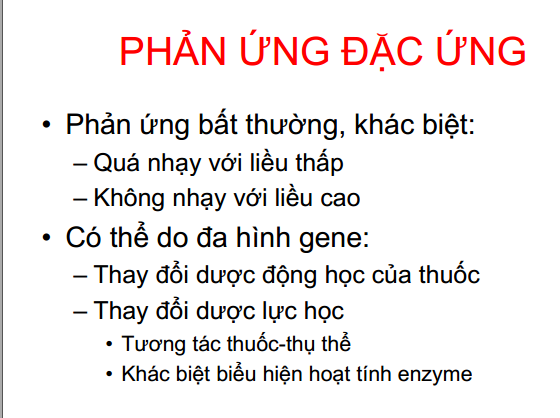 PHẢN ỨNG ĐẶC ỨNG
• Phản ứng bất thường, khác biệt:
– Quá nhạy với liều thấp
– Không nhạy với liều cao
• Có thể do đa hình gene:
– Thay đổi dược động học của thuốc
– Thay đổi dược lực học
• Tương tác thuốc-thụ thể
• Khác biệt biểu hiện hoạt tính enzyme